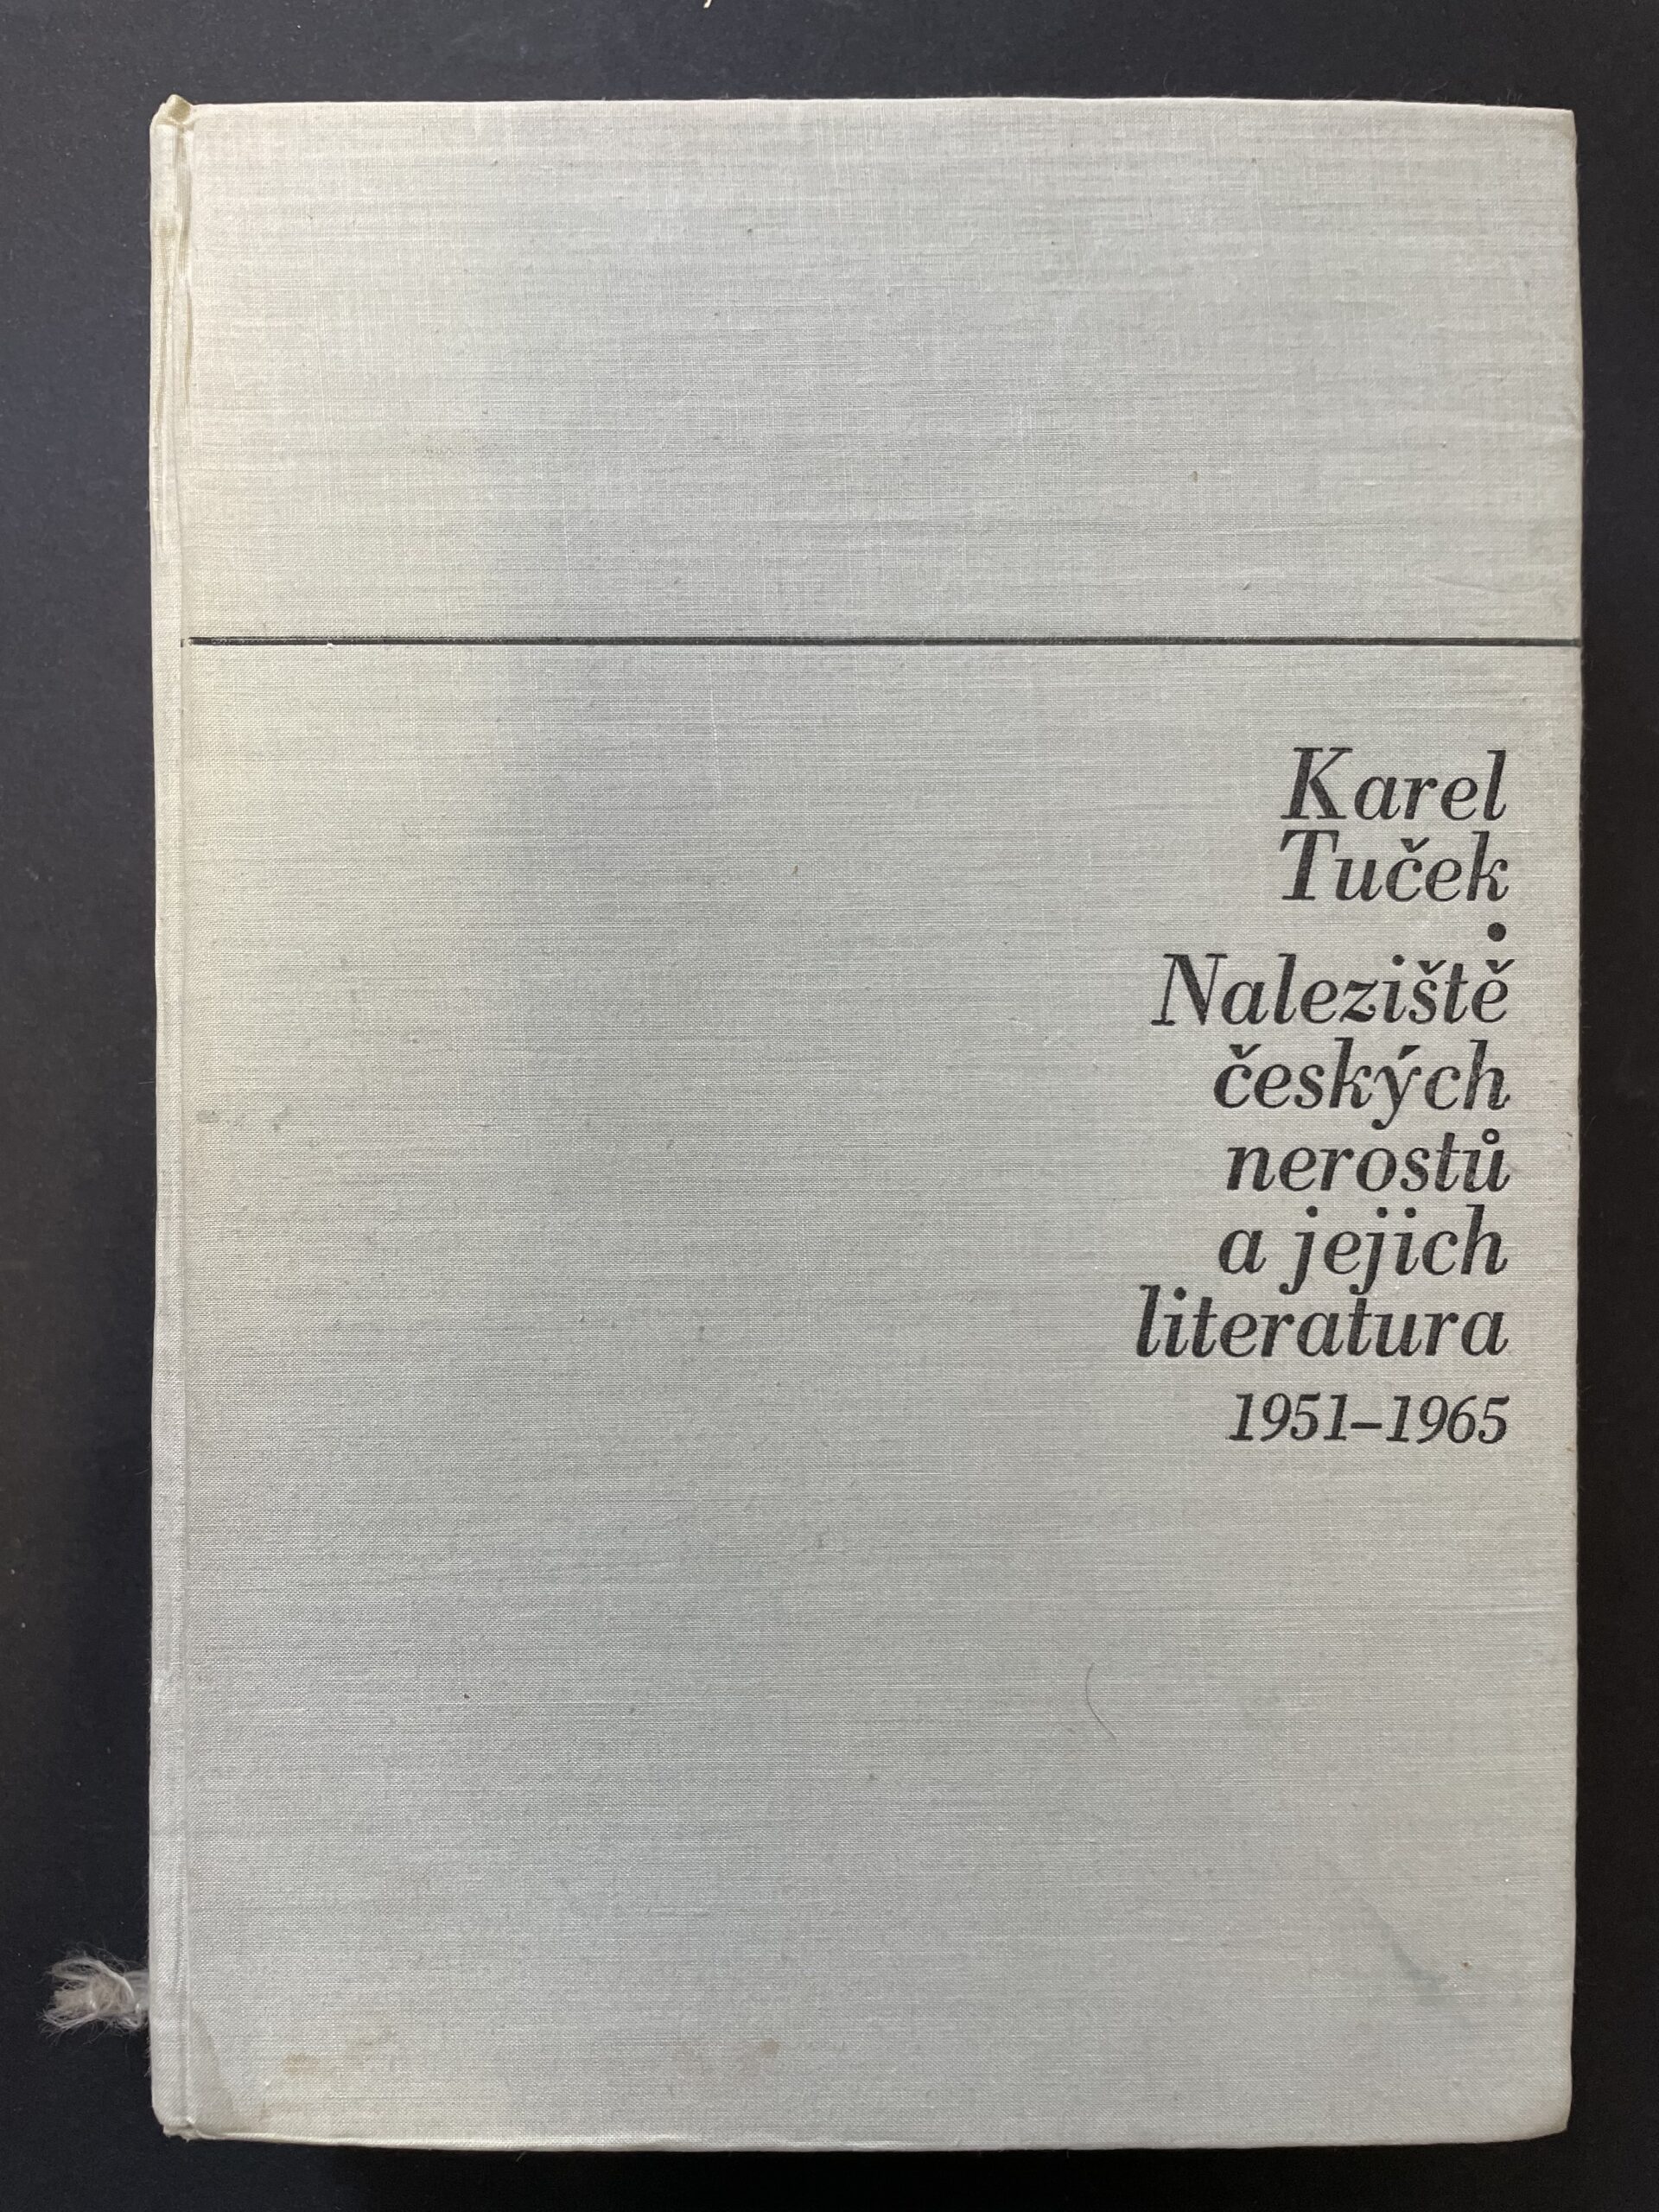 Karel
Tuček
•
Naleziště
českých
nerostů
a jejich
literatura
1951–1965